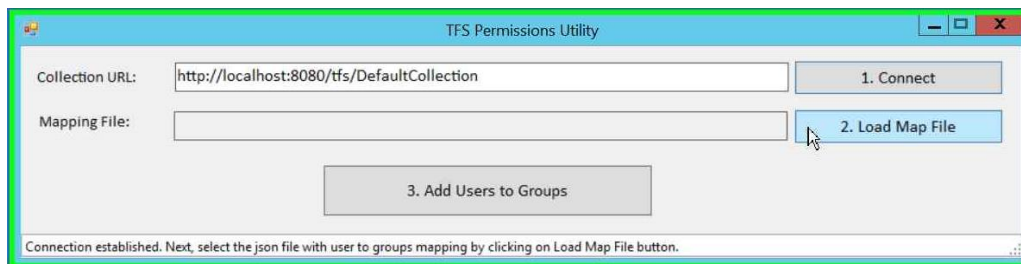 TFS Permissions Utility
Collection URL: http://localhost:8080/tfs/DefaultCollection 1. Connect
Mapping File: 2. Load Map File
3. Add Users to Groups
Connection established. Next, select the json file with user to groups mapping by clicking on Load Map File button.